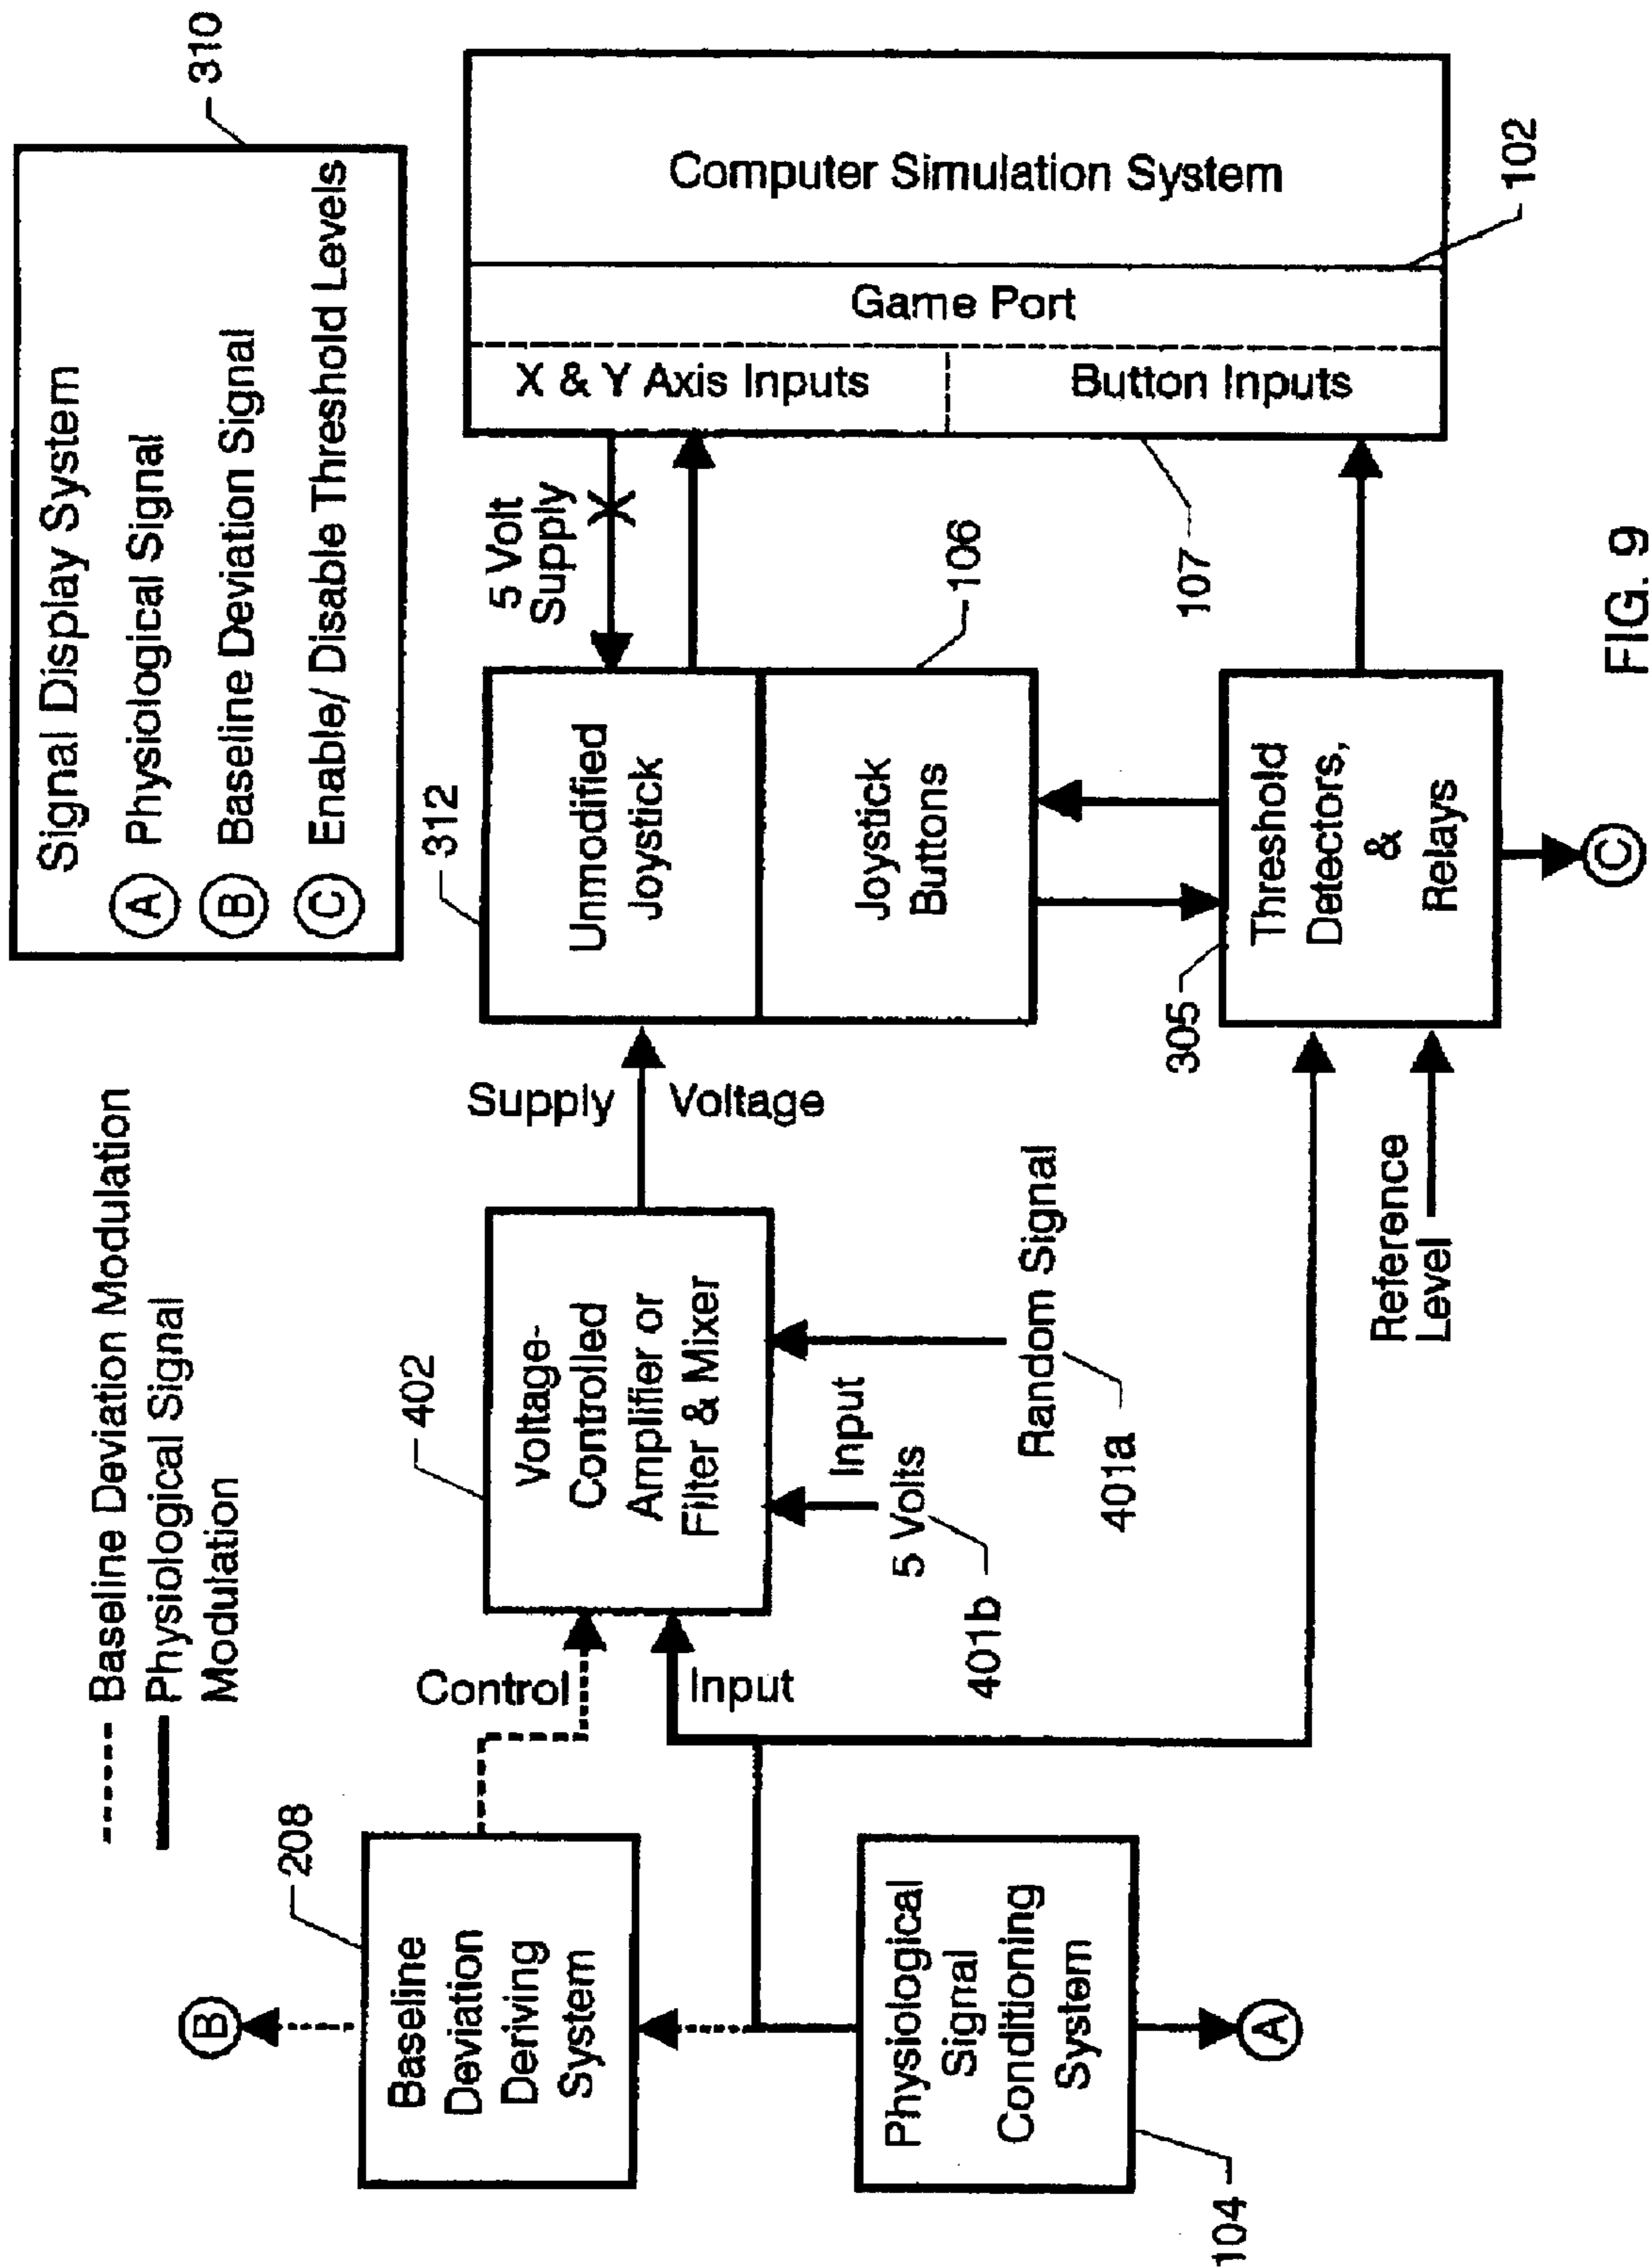 ----- Baseline Deviation Modulation
Physiological Signal
Modulation
Signal Display System
A Physiological Signal
B Baseline Deviation Signal
C Enable/ Disable Threshold Levels
310
B
208
Baseline
Deviation
Deriving
System
Physiological
Signal
Conditioning
System
104
A
Control
Input
402
Voltage-
Controlled
Amplifier or
Filter & Mixer
Input
5 Volts
401b
Random Signal
401a
Supply Voltage
312
Unmodified
Joystick
Joystick
Buttons
106
5 Volt
Supply
X & Y Axis Inputs
Button Inputs
107
Game Port
Computer Simulation System
102
305
Threshold
Detectors,
&
Relays
Reference
Level
C
FIG. 9